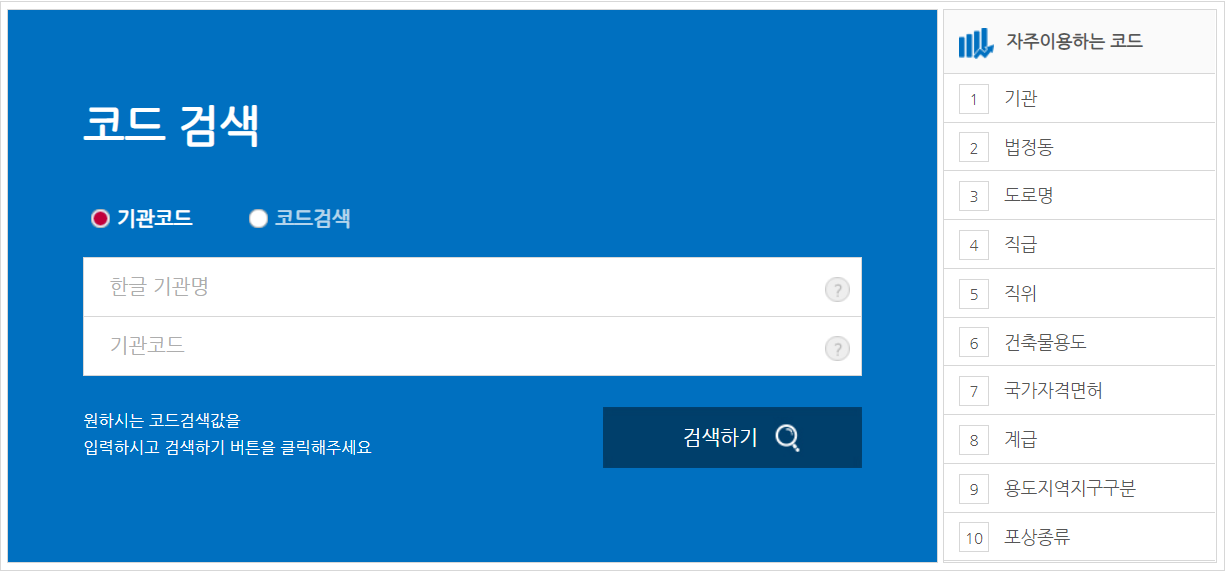 코드 검색
기관코드 코드검색
한글 기관명 ?
기관코드 ?
원하시는 코드검색값을
입력하시고 검색하기 버튼을 클릭해주세요
검색하기
자주이용하는 코드
1 기관
2 법정동
3 도로명
4 직급
5 직위
6 건축물용도
7 국가자격면허
8 계급
9 용도지역지구구분
10 포상종류